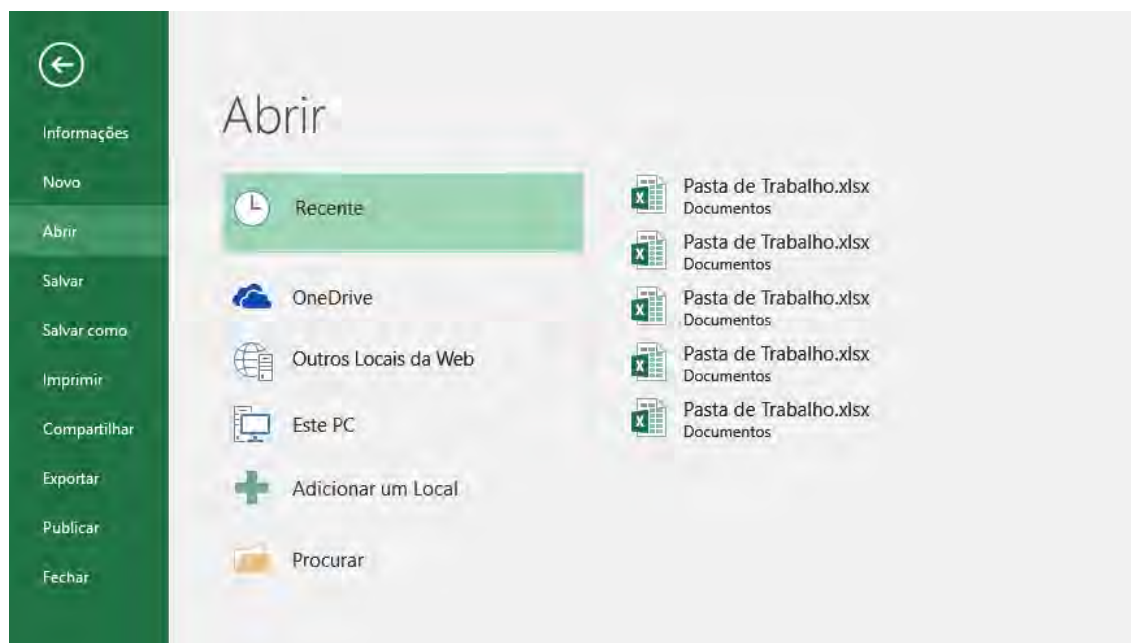 Informações
Novo
Abrir
Salvar
Salvar como
Imprimir
Compartilhar
Exportar
Publicar
Fechar
Abrir
Recente
OneDrive
Outros Locais da Web
Este PC
Adicionar um Local
Procurar
Pasta de Trabalho.xlsx
Documentos
Pasta de Trabalho.xlsx
Documentos
Pasta de Trabalho.xlsx
Documentos
Pasta de Trabalho.xlsx
Documentos
Pasta de Trabalho.xlsx
Documentos